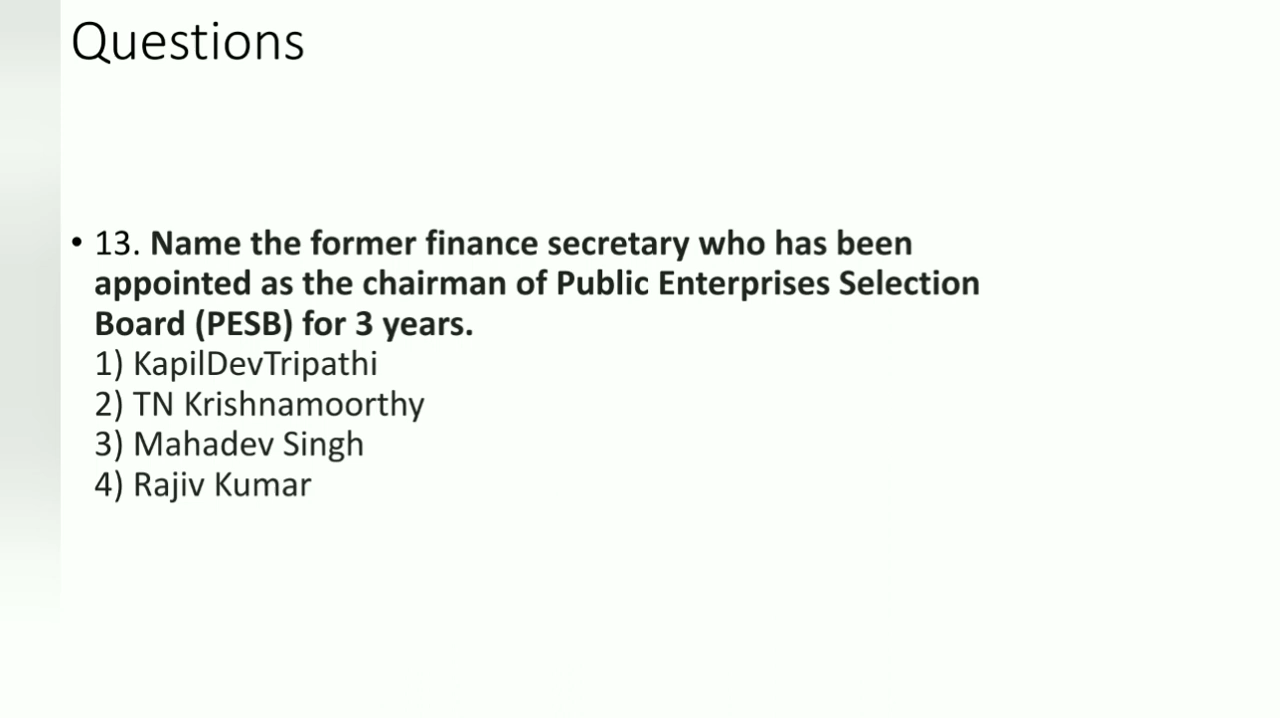 Questions
• 13. Name the former finance secretary who has been
appointed as the chairman of Public Enterprises Selection
Board (PESB) for 3 years.
1) KapilDevTripathi
2) TN Krishnamoorthy
3) Mahadev Singh
4) Rajiv Kumar